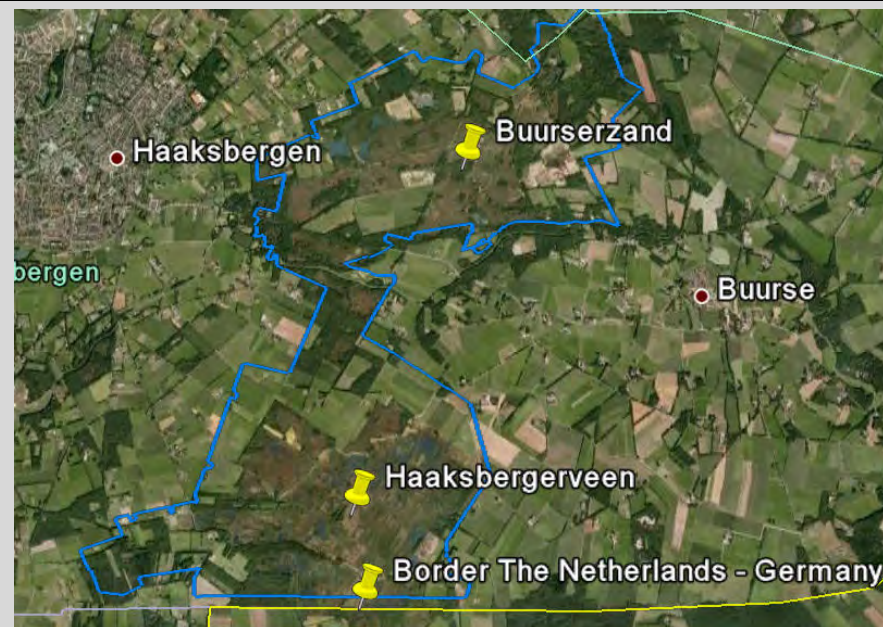 Buurserzand
Haaksbergen
bergen
Buurse
Haaksbergerveen
Border The Netherlands - Germany